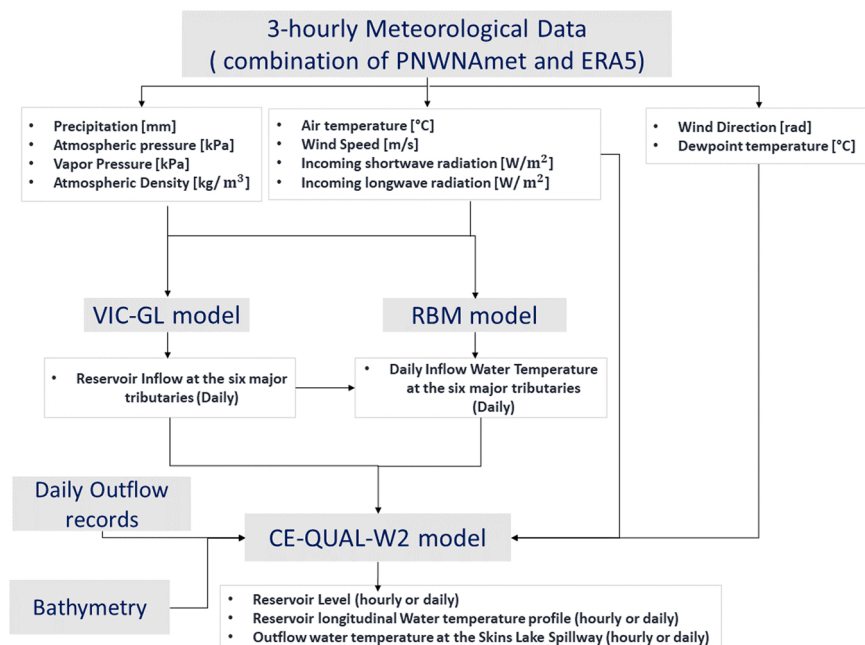 3-hourly Meteorological Data
( combination of PNWNAmet and ERA5)
• Precipitation [mm]
• Atmospheric pressure [kPa]
• Vapor Pressure [kPa]
• Atmospheric Density [kg/ m³]
• Air temperature [°C]
• Wind Speed [m/s]
• Incoming shortwave radiation [W/m²]
• Incoming longwave radiation [W/ m²]
• Wind Direction [rad]
• Dewpoint temperature [°C]
VIC-GL model
RBM model
• Reservoir Inflow at the six major
tributaries (Daily)
• Daily Inflow Water Temperature
at the six major tributaries
(Daily)
Daily Outflow
records
CE-QUAL-W2 model
Bathymetry
• Reservoir Level (hourly or daily)
• Reservoir longitudinal Water temperature profile (hourly or daily)
• Outflow water temperature at the Skins Lake Spillway (hourly or daily)